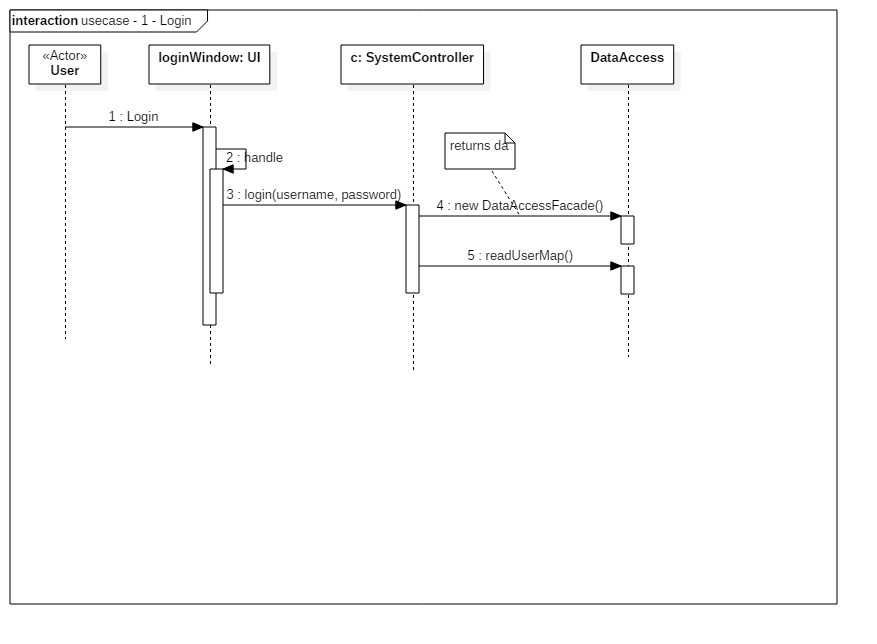 interaction usecase - 1 - Login
«Actor»
User
loginWindow: UI
c: SystemController
DataAccess
1 : Login
returns da
2 : handle
3 : login(username, password)
4 : new DataAccessFacade()
5 : readUserMap()